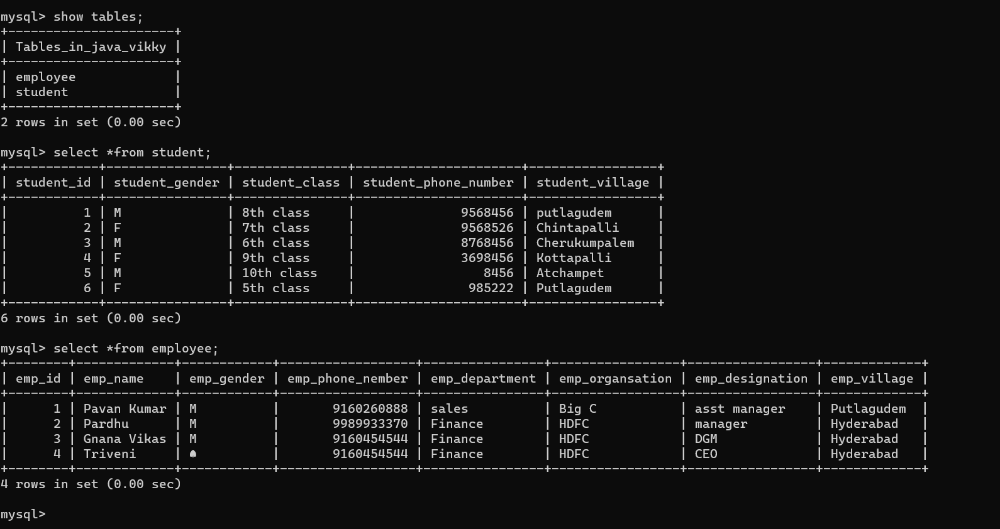 mysql> show tables;
+----------------------+
| Tables_in_java_vikky |
+----------------------+
| employee             |
| student              |
+----------------------+
2 rows in set (0.00 sec)

mysql> select *from student;
+------------+----------------+---------------+----------------------+-----------------+
| student_id | student_gender | student_class | student_phone_number | student_village |
+------------+----------------+---------------+----------------------+-----------------+
|          1 | M              | 8th class     |              9568456 | putlagudem      |
|          2 | F              | 7th class     |              9568526 | Chintapalli     |
|          3 | M              | 6th class     |              8768456 | Cherukumpalem   |
|          4 | F              | 9th class     |              3698456 | Kottapalli      |
|          5 | M              | 10th class    |                 8456 | Atchampet       |
|          6 | F              | 5th class     |               985222 | Putlagudem      |
+------------+----------------+---------------+----------------------+-----------------+
6 rows in set (0.00 sec)

mysql> select *from employee;
+--------+-------------+------------+------------------+----------------+-----------------+-----------------+-------------+
| emp_id | emp_name    | emp_gender | emp_phone_nember | emp_department | emp_organsation | emp_designation | emp_village |
+--------+-------------+------------+------------------+----------------+-----------------+-----------------+-------------+
|      1 | Pavan Kumar | M          |       9160260888 | sales          | Big C           | asst manager    | Putlagudem  |
|      2 | Pardhu      | M          |       9989933370 | Finance        | HDFC            | manager         | Hyderabad   |
|      3 | Gnana Vikas | M          |       9160454544 | Finance        | HDFC            | DGM             | Hyderabad   |
|      4 | Triveni     | ♠          |       9160454544 | Finance        | HDFC            | CEO             | Hyderabad   |
+--------+-------------+------------+------------------+----------------+-----------------+-----------------+-------------+
4 rows in set (0.00 sec)

mysql>